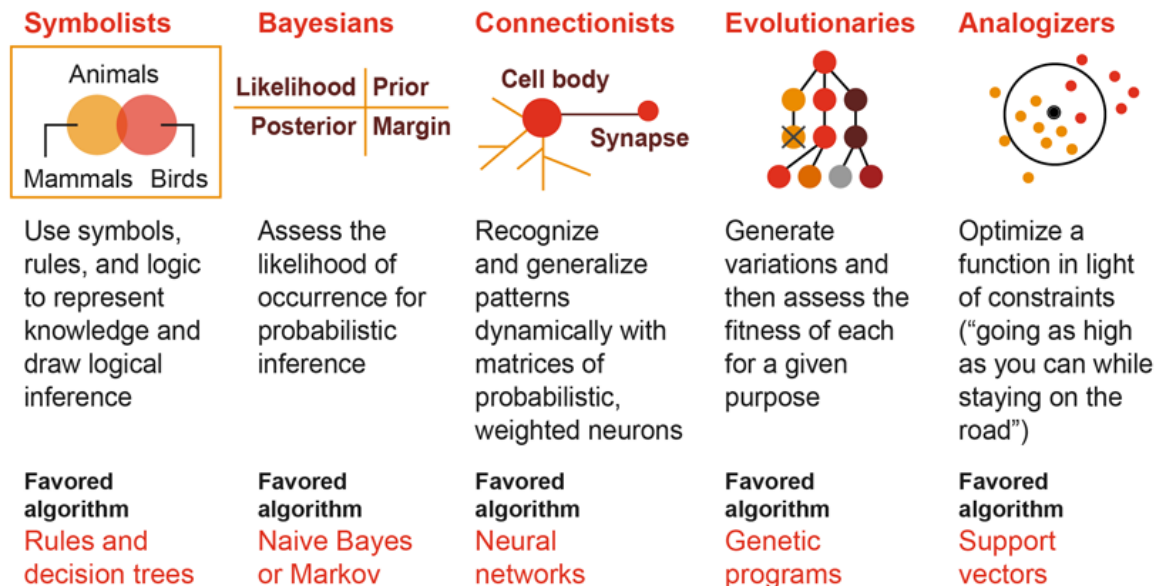 Symbolists
Animals
Mammals Birds
Use symbols,
rules, and logic
to represent
knowledge and
draw logical
inference
Favored
algorithm
Rules and
decision trees
Bayesians
Likelihood Prior
Posterior Margin
Assess the
likelihood of
occurrence for
probabilistic
inference
Favored
algorithm
Naive Bayes
or Markov
Connectionists
Cell body
Synapse
Recognize
and generalize
patterns
dynamically with
matrices of
probabilistic,
weighted neurons
Favored
algorithm
Neural
networks
Evolutionaries
Generate
variations and
then assess the
fitness of each
for a given
purpose
Favored
algorithm
Genetic
programs
Analogizers
Optimize a
function in light
of constraints
(“going as high
as you can while
staying on the
road”)
Favored
algorithm
Support
vectors